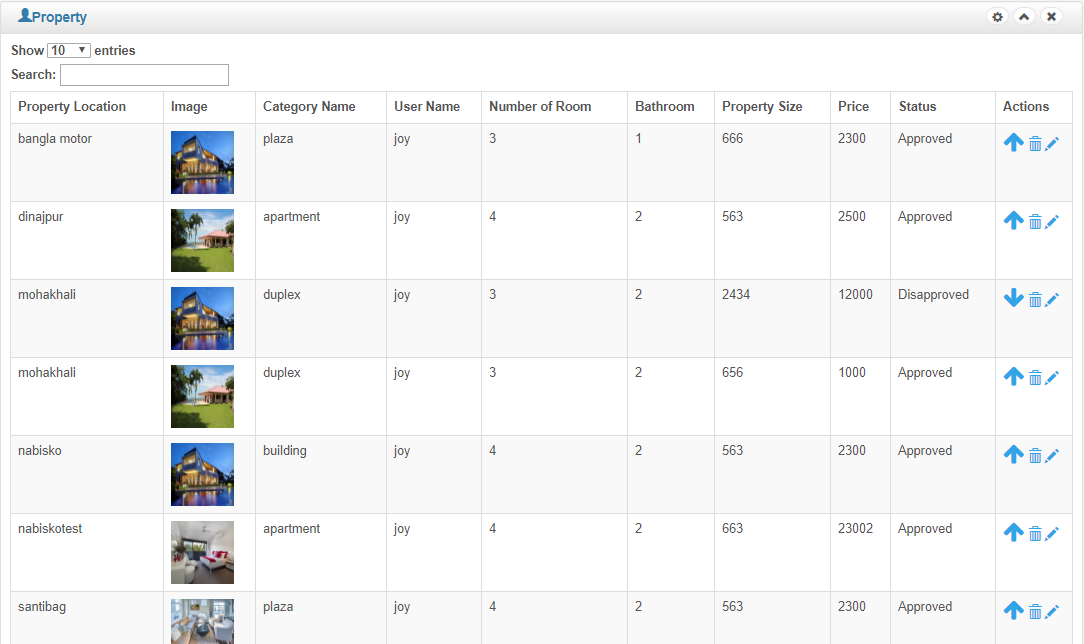 Property
Show 10 entries
Search:
Property Location Image Category Name User Name Number of Room Bathroom Property Size Price Status Actions
bangla motor plaza joy 3 1 666 2300 Approved
dinajpur apartment joy 4 2 563 2500 Approved
mohakhali duplex joy 3 2 2434 12000 Disapproved
mohakhali duplex joy 3 2 656 1000 Approved
nabisko building joy 4 2 563 2300 Approved
nabiskotest apartment joy 4 2 663 23002 Approved
santibag plaza joy 4 2 563 2300 Approved